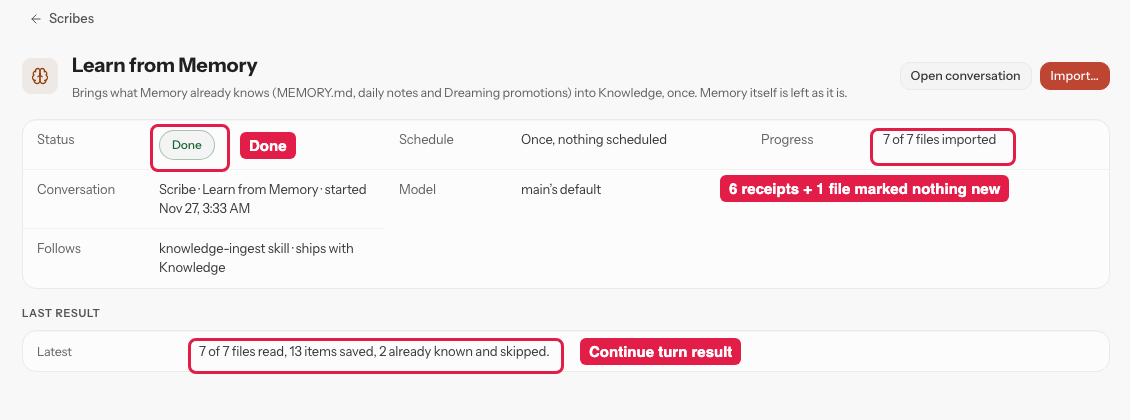 ← Scribes
Learn from Memory
Brings what Memory already knows (MEMORY.md, daily notes and Dreaming promotions) into Knowledge, once. Memory itself is left as it is.
Open conversation
Import...
Status
Done
Done
Schedule
Once, nothing scheduled
Progress
7 of 7 files imported
6 receipts + 1 file marked nothing new
Conversation
Scribe · Learn from Memory · started
Nov 27, 3:33 AM
Model
main's default
Follows
knowledge-ingest skill · ships with
Knowledge
LAST RESULT
Latest
7 of 7 files read, 13 items saved, 2 already known and skipped.
Continue turn result